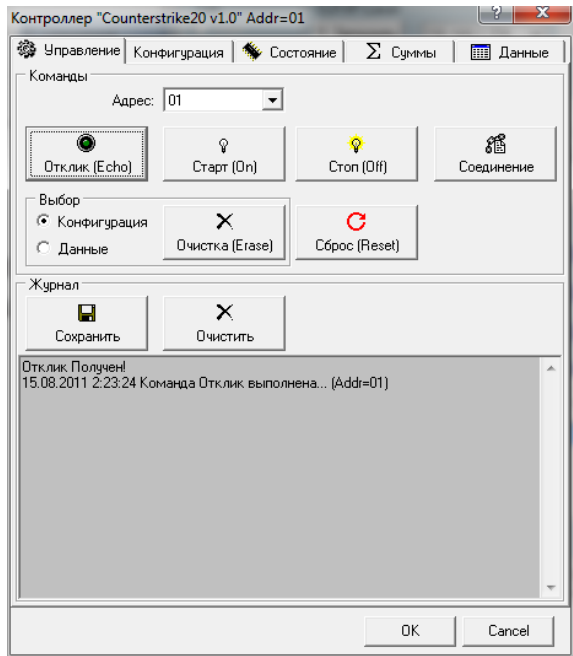 Контроллер "Counterstrike20 v1.0" Addr=01
Управление Конфигурация Состояние Σ Суммы Данные
Команды
Адрес: 01
Отклик (Echo) Старт (On) Стоп (Off) Соединение
Выбор
Конфигурация
Данные
Очистка (Erase) Сброс (Reset)
Журнал
Сохранить Очистить
Отклик Получен!
15.08.2011 2:23:24 Команда Отклик выполнена... (Addr=01)
OK Cancel